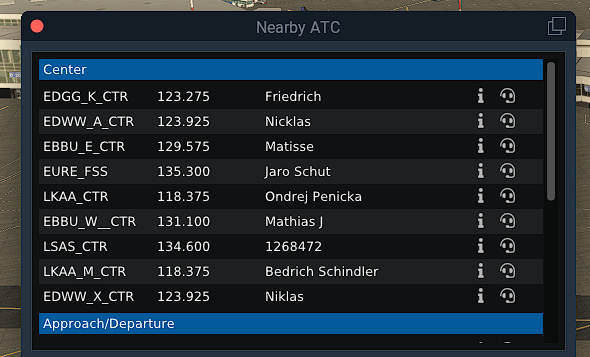 Nearby ATC
Center
EDGG_K_CTR 123.275 Friedrich
EDWW_A_CTR 123.925 Nicklas
EBBU_E_CTR 129.575 Matisse
EURE_FSS 135.300 Jaro Schut
LKAA_CTR 118.375 Ondrej Penicka
EBBU_W__CTR 131.100 Mathias J
LSAS_CTR 134.600 1268472
LKAA_M_CTR 118.375 Bedrich Schindler
EDWW_X_CTR 123.925 Niklas
Approach/Departure